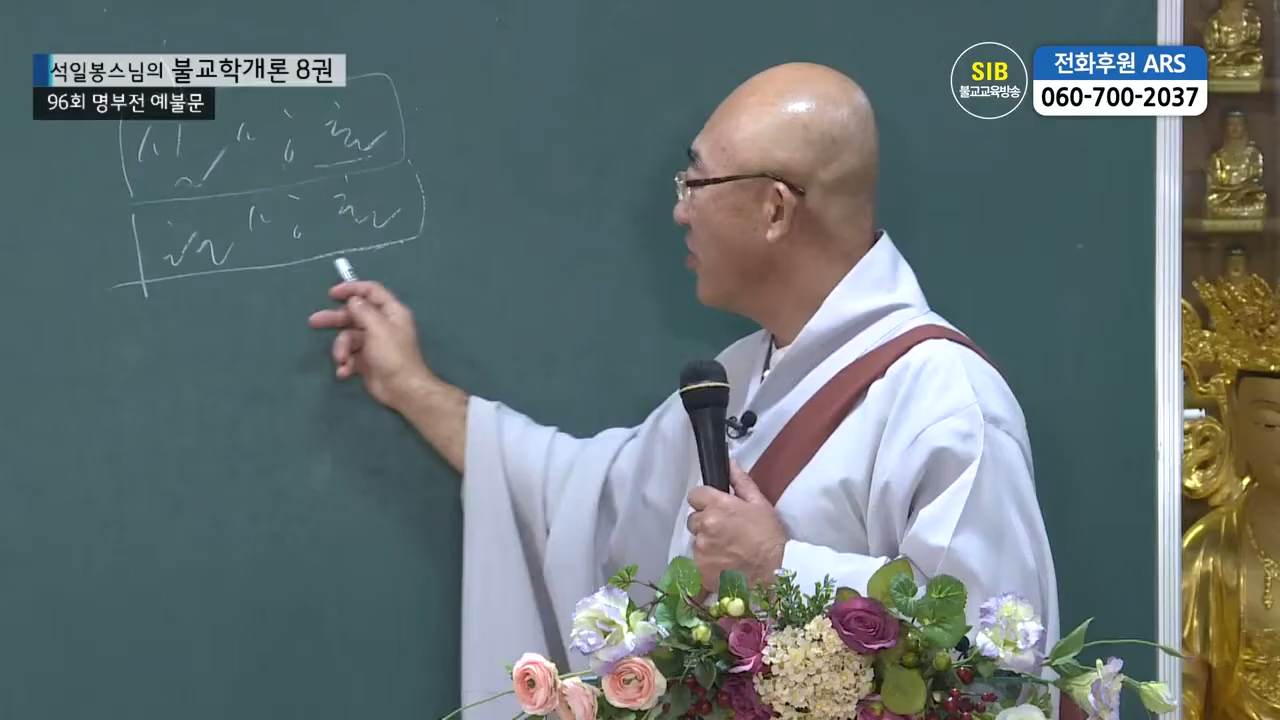 석일봉스님의 불교학개론 8권
96회 명부전 예불문
SIB
불교교육방송
전화후원 ARS
060-700-2037